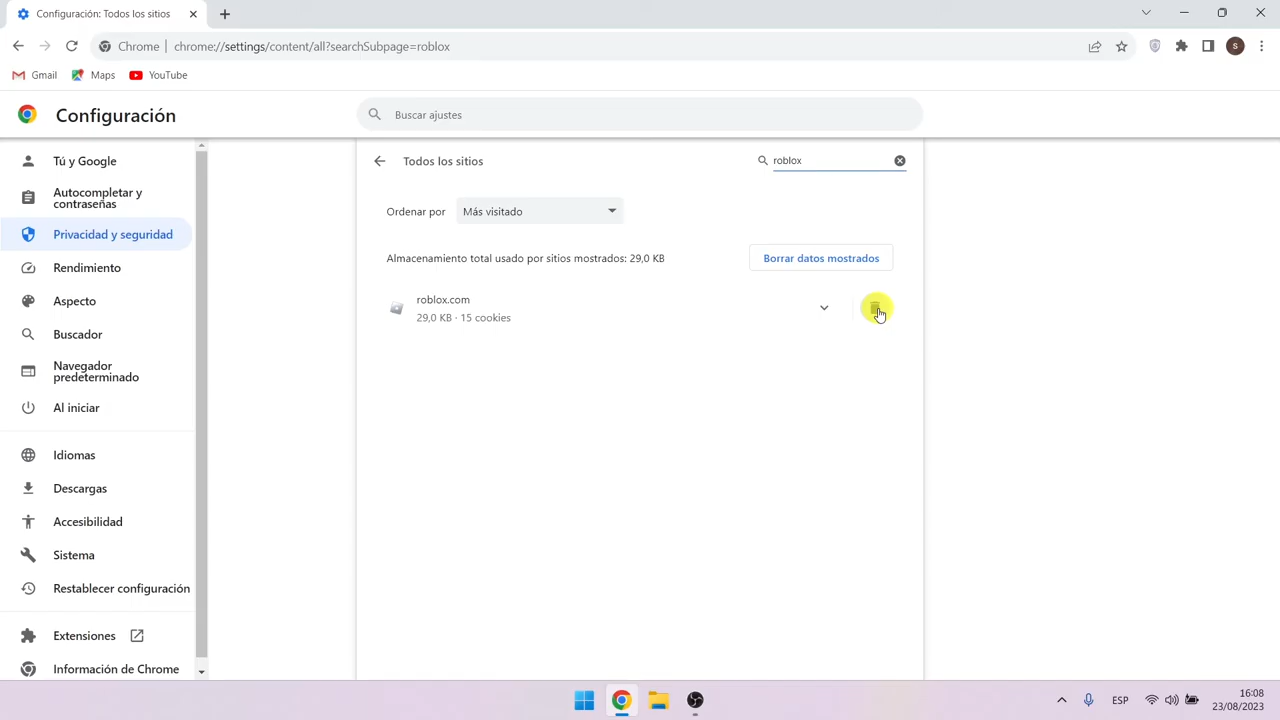 Configuración: Todos los sitios
Chrome
chrome://settings/content/all?searchSubpage=roblox
S
Gmail
Maps
YouTube
Configuración
Buscar ajustes
Tú y Google
Autocompletar y
contraseñas
Privacidad y seguridad
Rendimiento
Aspecto
Buscador
Navegador
predeterminado
Al iniciar
Idiomas
Descargas
Accesibilidad
Sistema
Restablecer configuración
Extensiones
Información de Chrome
Todos los sitios
roblox
Ordenar por
Más visitado
Almacenamiento total usado por sitios mostrados: 29,0 KB
Borrar datos mostrados
roblox.com
29,0 KB · 15 cookies
ESP
16:08
23/08/2023